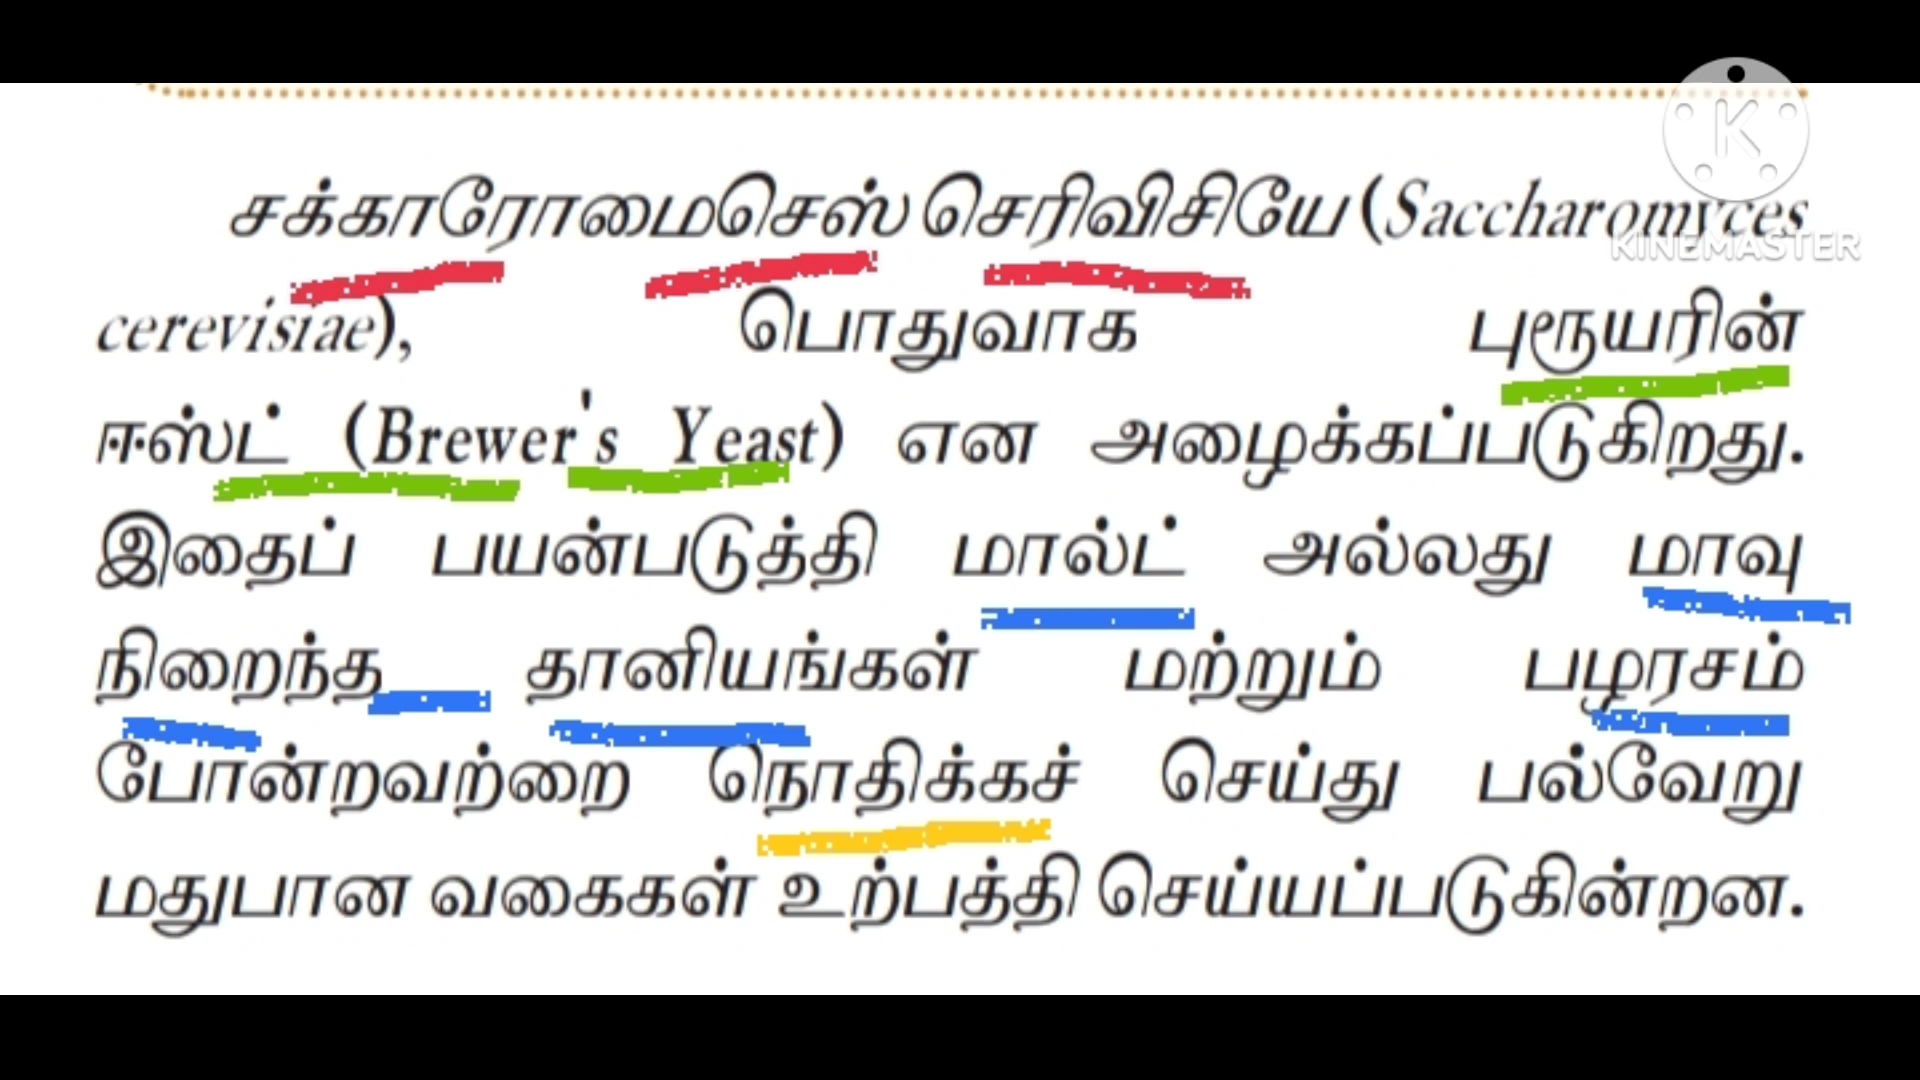 சக்காரோமைசெஸ் செரிவிசியே (Saccharomyces
K
KINEMASTER
cerevisiae), பொதுவாக புரூயரின்
ஈஸ்ட் (Brewer's Yeast) என அழைக்கப்படுகிறது.
இதைப் பயன்படுத்தி மால்ட் அல்லது மாவு
நிறைந்த தானியங்கள் மற்றும் பழரசம்
போன்றவற்றை நொதிக்கச் செய்து பல்வேறு
மதுபான வகைகள் உற்பத்தி செய்யப்படுகின்றன.